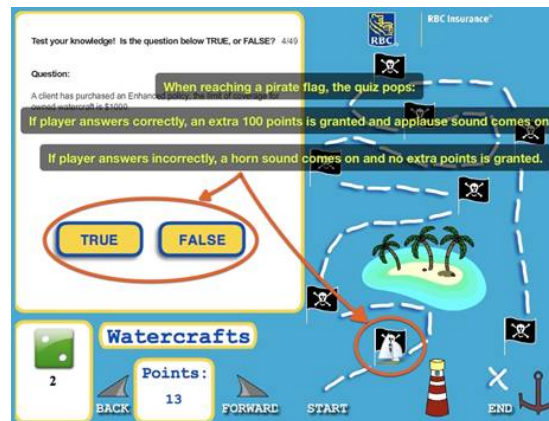 RBC Insurance®
RBC
Test your knowledge! Is the question below TRUE, or FALSE? 4/49
Question:
A client has purchased an Enhanced policy, the limit of coverage for
owned watercraft is $1000.
When reaching a pirate flag, the quiz pops:
If player answers correctly, an extra 100 points is granted and applause sound comes on
If player answers incorrectly, a horn sound comes on and no extra points is granted.
TRUE
FALSE
Watercrafts
2
Points:
13
BACK
FORWARD
START
END